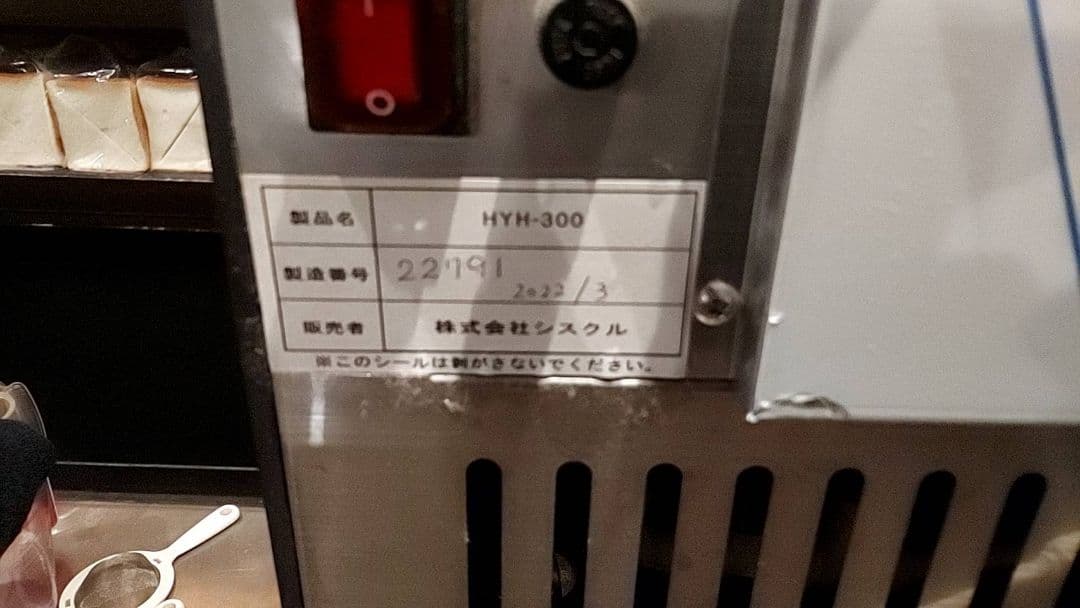 製品名 HYH-300
製造番号 22791
2022/3
販売者 株式会社シスクル
※このシールは剥がさないでください。